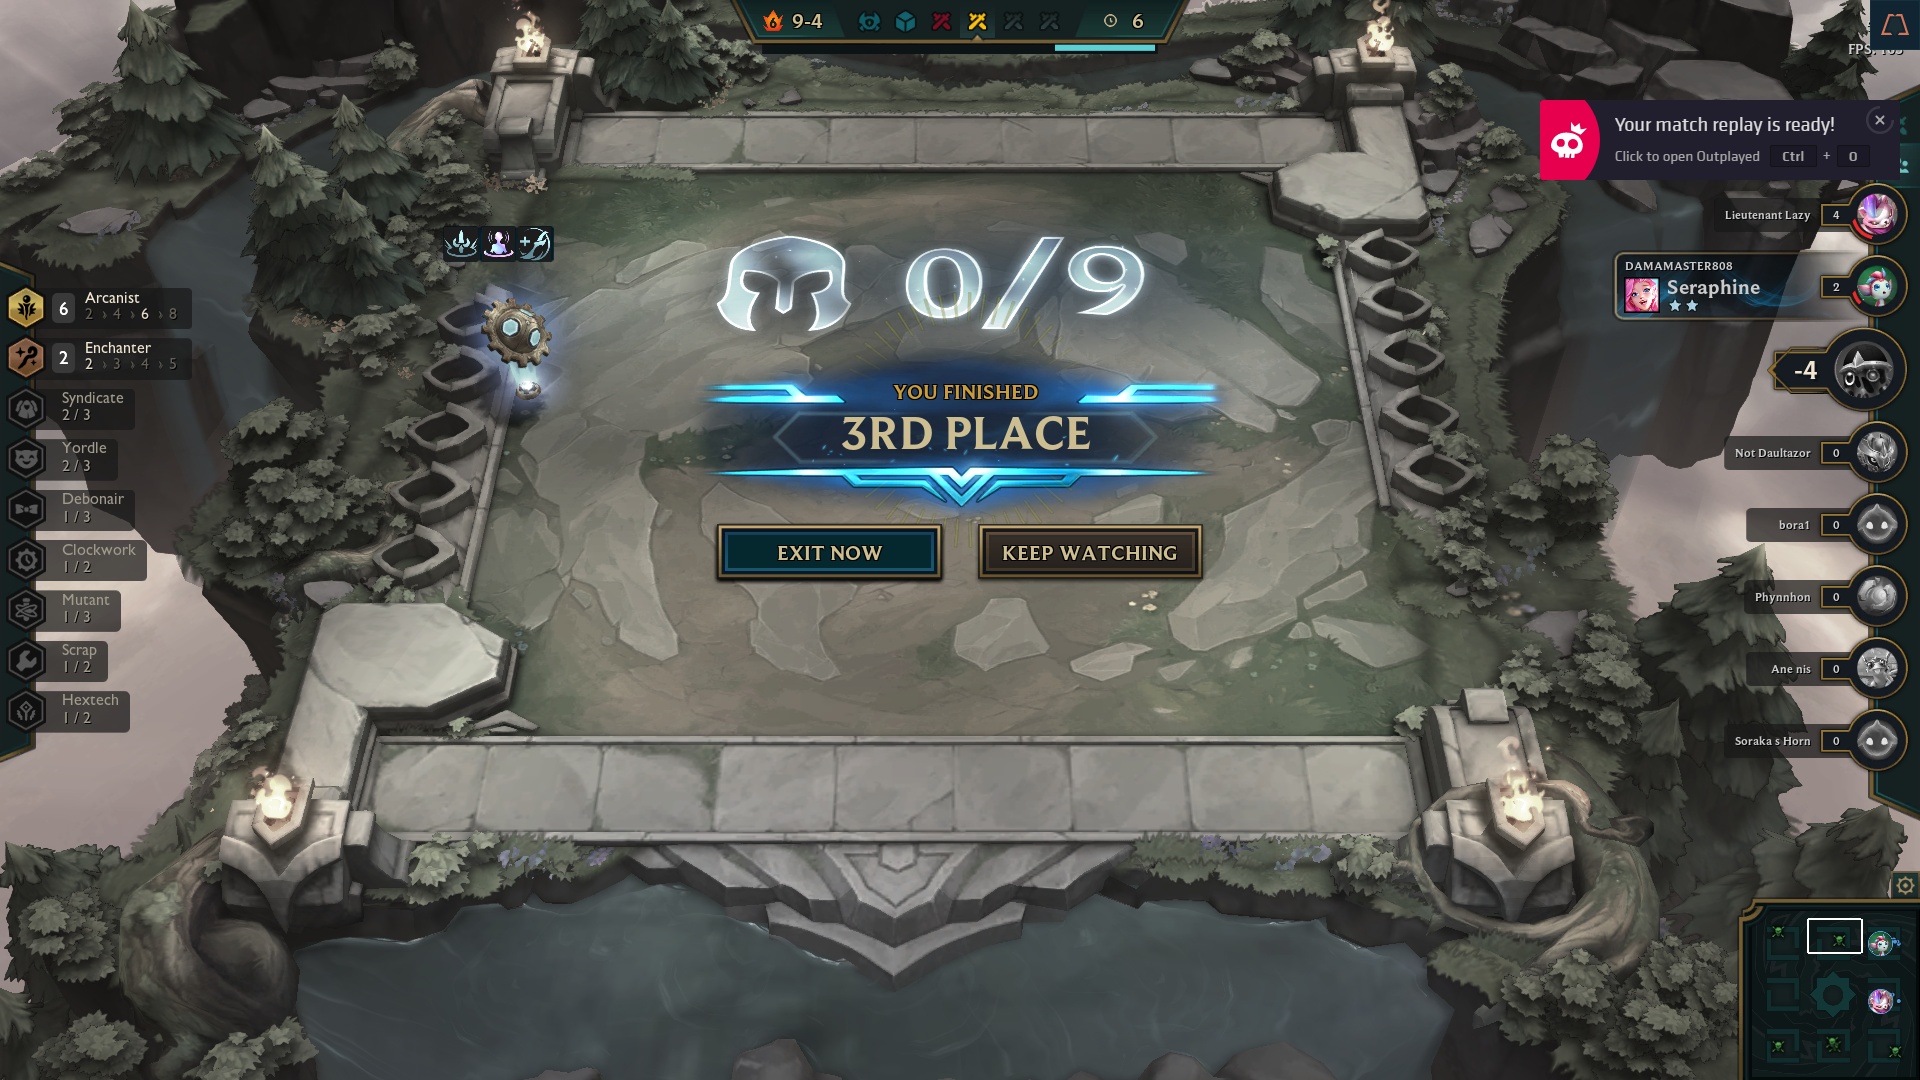 6 9-4 6
FPS: 
Your match replay is ready!
Click to open Outplayed Ctrl + O
Lieutenant Lazy 4
DAMAMASTER808
Seraphine 2
-4
Not Daultazor 0
bora1 0
Phynnhon 0
Ane nis 0
Soraka s Horn 0
6 Arcanist
2 › 4 › 6 › 8
2 Enchanter
2 › 3 › 4 › 5
Syndicate
2 / 3
Yordle
2 / 3
Debonair
1 / 3
Clockwork
1 / 2
Mutant
1 / 3
Scrap
1 / 2
Hextech
1 / 2
0/9
YOU FINISHED
3RD PLACE
EXIT NOW
KEEP WATCHING